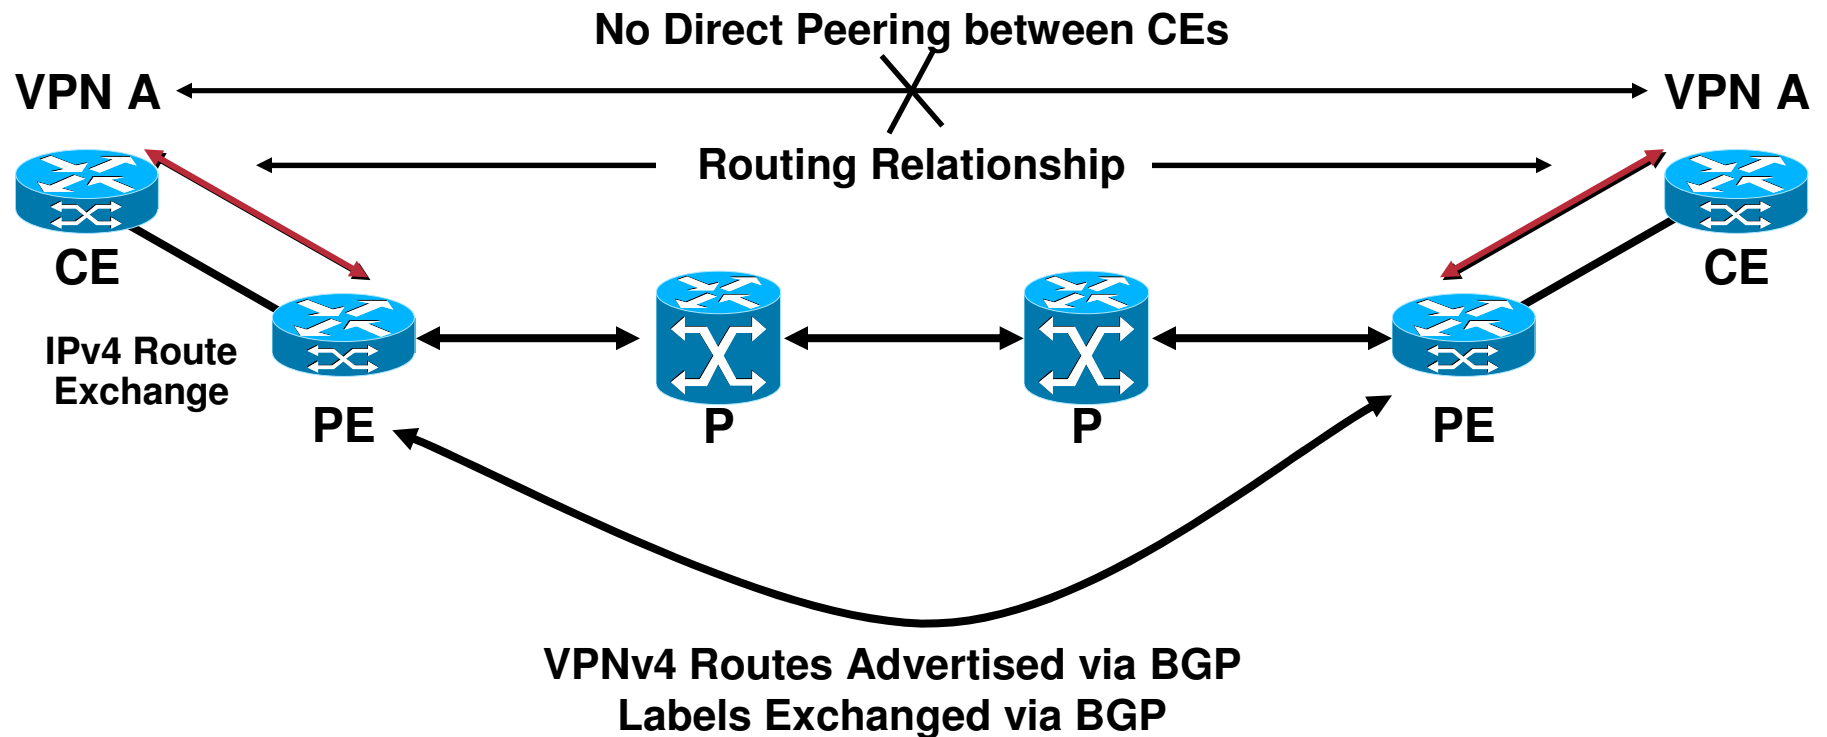 No Direct Peering between CEs
VPN A
VPN A
Routing Relationship
CE
CE
IPv4 Route
Exchange
PE
P
P
PE
VPNv4 Routes Advertised via BGP
Labels Exchanged via BGP